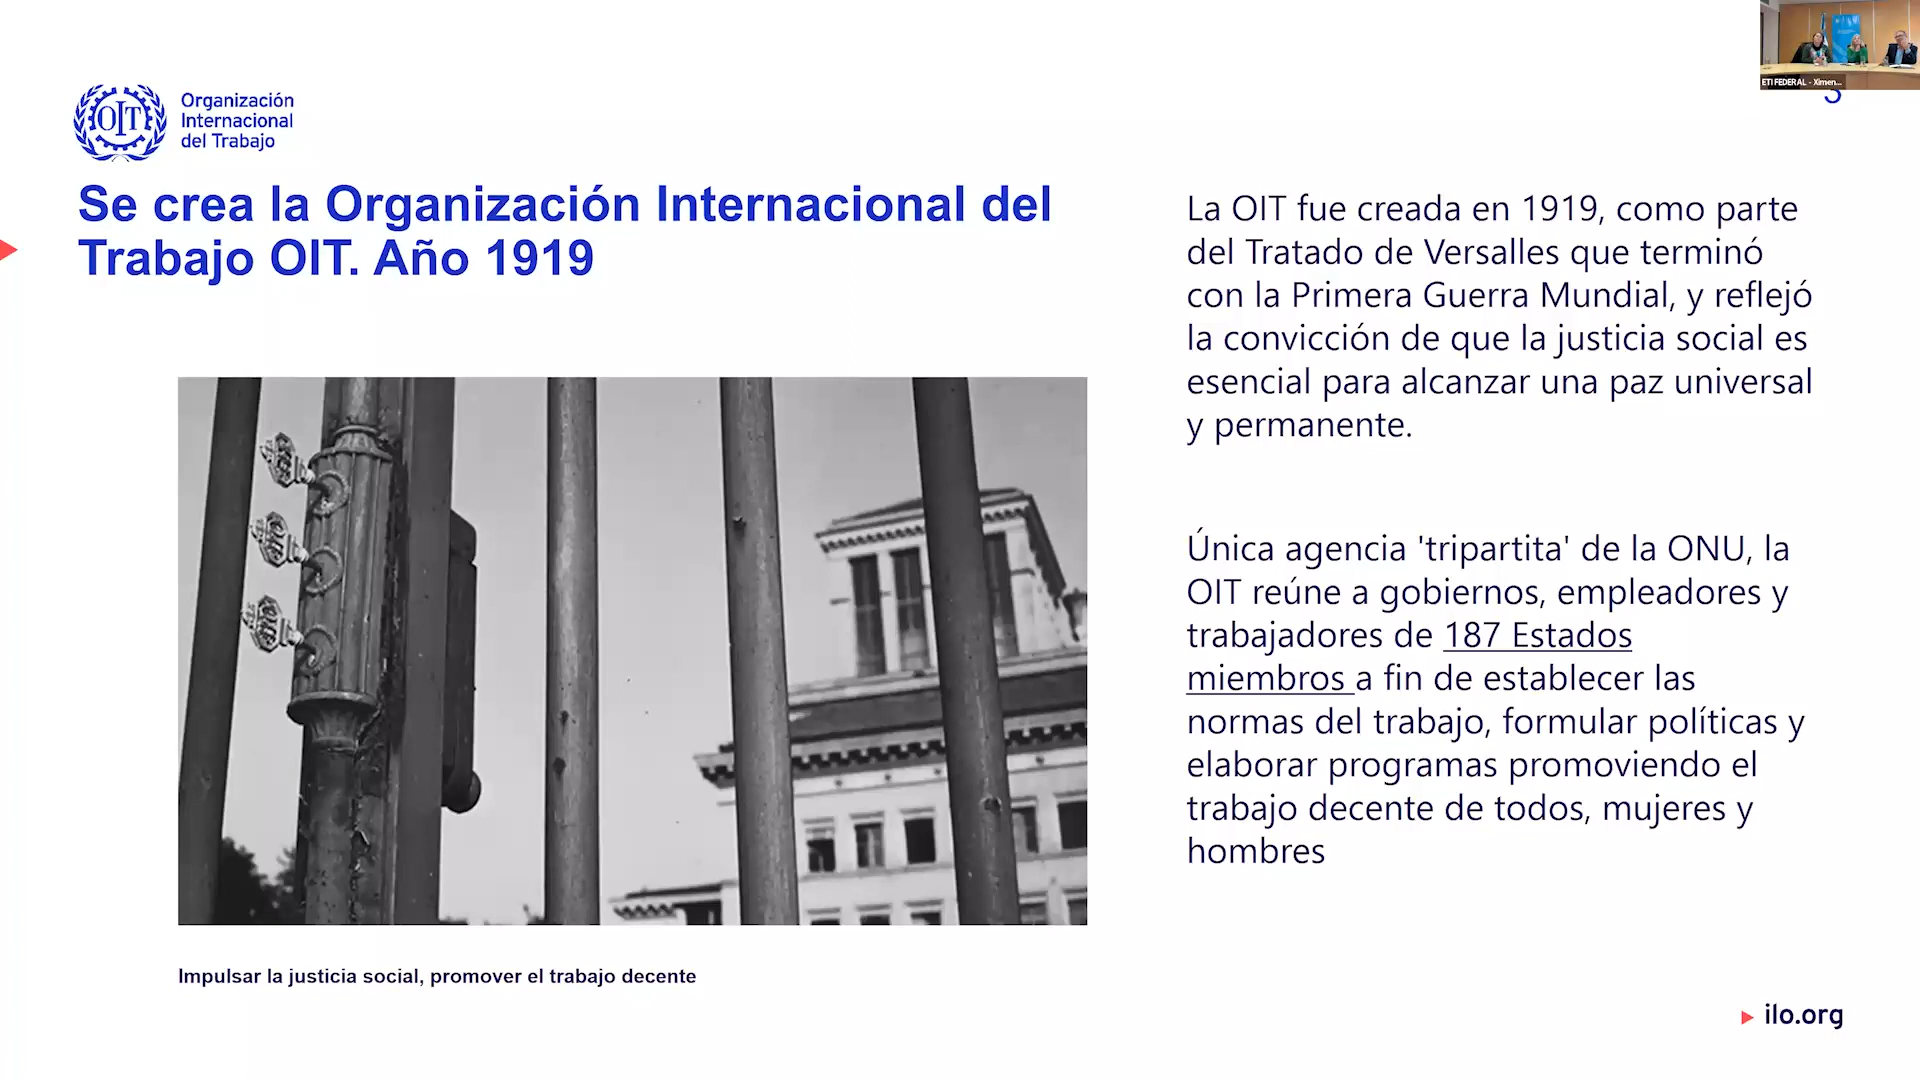 ETI FEDERAL - Ximen...
OIT
Organización
Internacional
del Trabajo
Se crea la Organización Internacional del
Trabajo OIT. Año 1919
La OIT fue creada en 1919, como parte
del Tratado de Versalles que terminó
con la Primera Guerra Mundial, y reflejó
la convicción de que la justicia social es
esencial para alcanzar una paz universal
y permanente.
Única agencia 'tripartita' de la ONU, la
OIT reúne a gobiernos, empleadores y
trabajadores de 187 Estados
miembros a fin de establecer las
normas del trabajo, formular políticas y
elaborar programas promoviendo el
trabajo decente de todos, mujeres y
hombres
Impulsar la justicia social, promover el trabajo decente
ilo.org